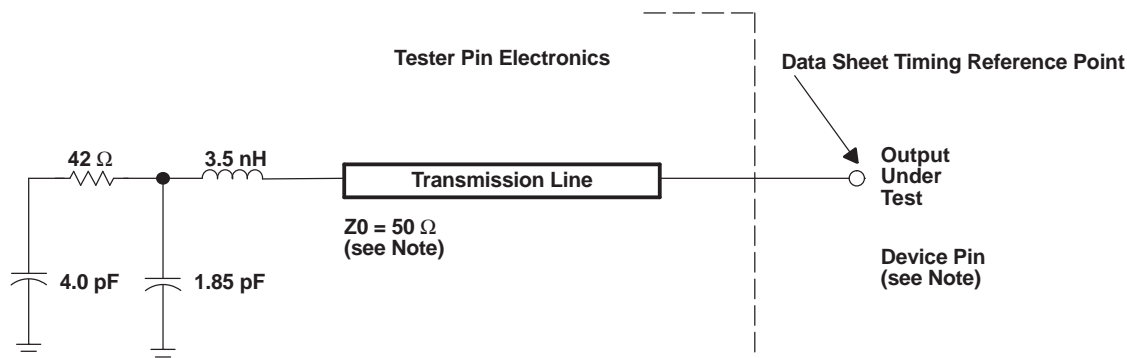 Tester Pin Electronics
Data Sheet Timing Reference Point
42 Ω
3.5 nH
Transmission Line
Output
Under
Test
Z0 = 50 Ω
(see Note)
4.0 pF
1.85 pF
Device Pin
(see Note)